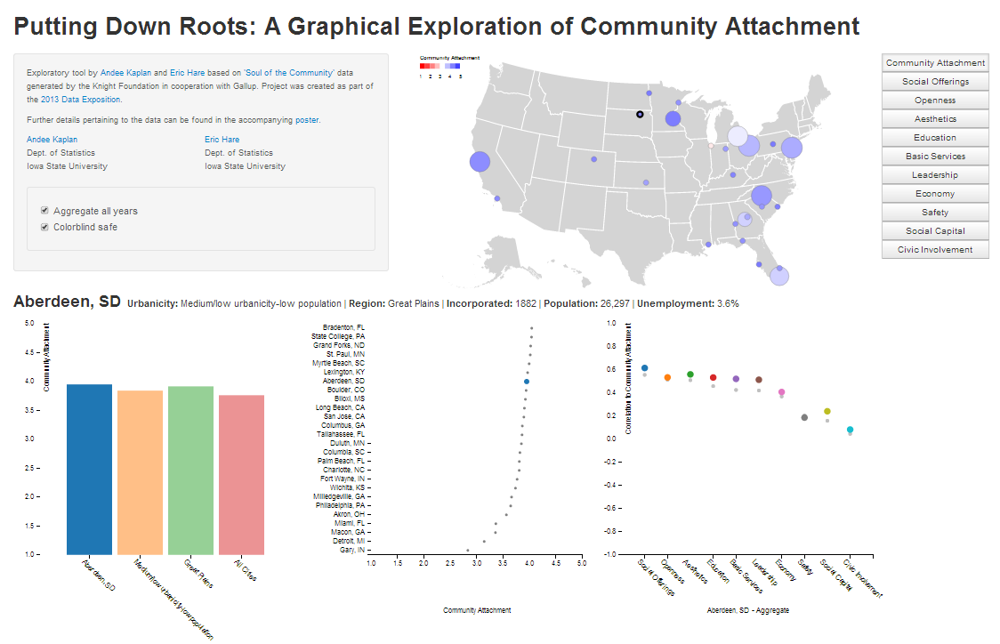 Putting Down Roots: A Graphical Exploration of Community Attachment
Exploratory tool by Andee Kaplan and Eric Hare based on 'Soul of the Community' data
generated by the Knight Foundation in cooperation with Gallup. Project was created as part of
the 2013 Data Exposition.
Further details pertaining to the data can be found in the accompanying poster.
Andee Kaplan
Dept. of Statistics
Iowa State University
Eric Hare
Dept. of Statistics
Iowa State University
Aggregate all years
Colorblind safe
Community Attachment
1 2 3 4 5
Community Attachment
Social Offerings
Openness
Aesthetics
Education
Basic Services
Leadership
Economy
Safety
Social Capital
Civic Involvement
Aberdeen, SD Urbanicity: Medium/low urbanicity-low population | Region: Great Plains | Incorporated: 1882 | Population: 26,297 | Unemployment: 3.6%
Community Attachment
5.0
4.5
4.0
3.5
3.0
2.5
2.0
1.5
1.0
Aberdeen, SD
Medium/low urbanicity-low population
Great Plains
All Cities
Bradenton, FL
State College, PA
Grand Forks, ND
St. Paul, MN
Myrtle Beach, SC
Lexington, KY
Aberdeen, SD
Boulder, CO
Biloxi, MS
Long Beach, CA
San Jose, CA
Columbus, GA
Tallahassee, FL
Duluth, MN
Columbia, SC
Palm Beach, FL
Charlotte, NC
Fort Wayne, IN
Wichita, KS
Milledgeville, GA
Philadelphia, PA
Akron, OH
Miami, FL
Macon, GA
Detroit, MI
Gary, IN
1.0 1.5 2.0 2.5 3.0 3.5 4.0 4.5 5.0
Community Attachment
Correlation to Community Attachment
1.0
0.8
0.6
0.4
0.2
0.0
-0.2
-0.4
-0.6
-0.8
-1.0
Social Offerings
Openness
Aesthetics
Education
Basic Services
Leadership
Economy
Safety
Social Capital
Civic Involvement
Aberdeen, SD - Aggregate